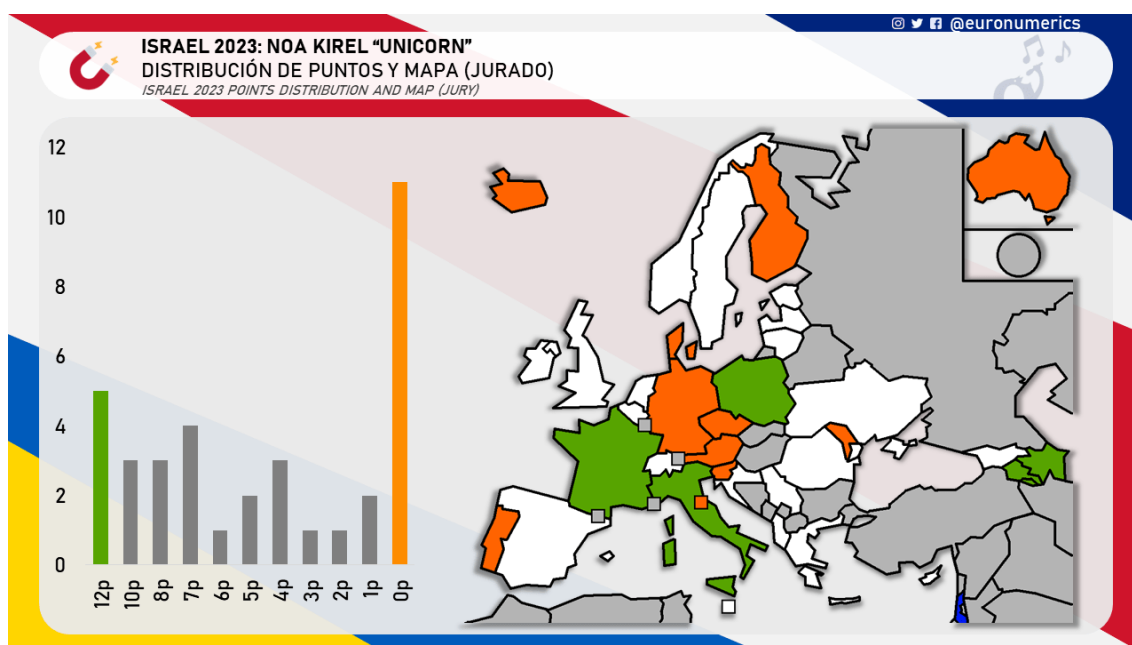 @euronumerics
ISRAEL 2023: NOA KIREL “UNICORN”
DISTRIBUCIÓN DE PUNTOS Y MAPA (JURADO)
ISRAEL 2023 POINTS DISTRIBUTION AND MAP (JURY)
12
10
8
6
4
2
0
12p 10p 8p 7p 6p 5p 4p 3p 2p 1p 0p